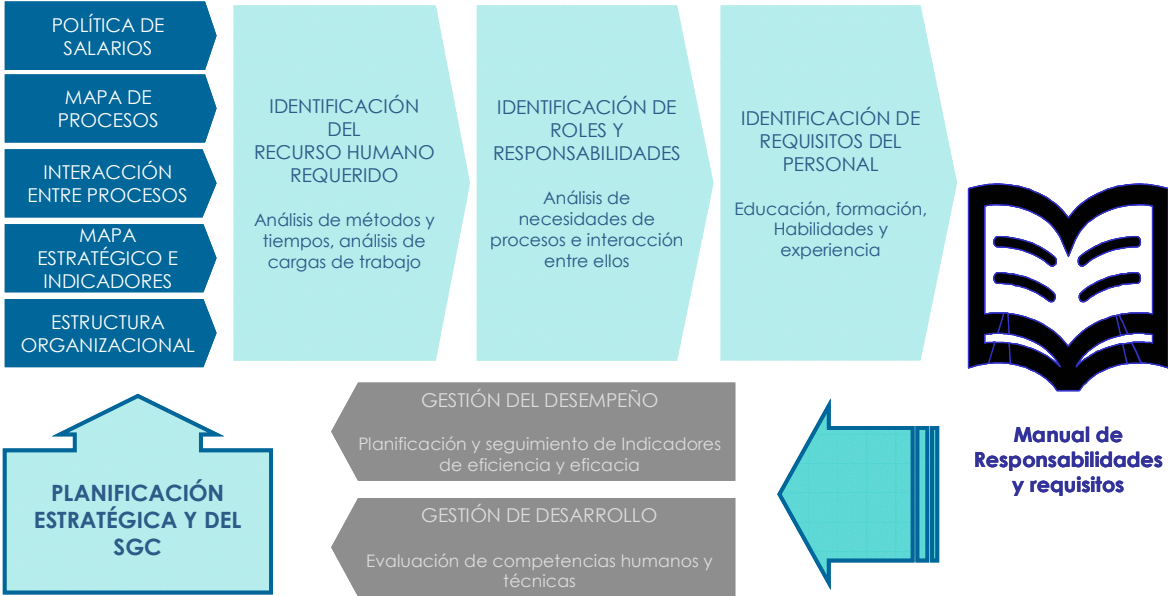 POLÍTICA DE
SALARIOS
MAPA DE
PROCESOS
INTERACCIÓN
ENTRE PROCESOS
MAPA
ESTRATÉGICO E
INDICADORES
ESTRUCTURA
ORGANIZACIONAL
IDENTIFICACIÓN
DEL
RECURSO HUMANO
REQUERIDO
Análisis de métodos y
tiempos, análisis de
cargas de trabajo
IDENTIFICACIÓN DE
ROLES Y
RESPONSABILIDADES
Análisis de
necesidades de
procesos e interacción
entre ellos
IDENTIFICACIÓN DE
REQUISITOS DEL
PERSONAL
Educación, formación,
Habilidades y
experiencia
Manual de
Responsabilidades
y requisitos
GESTIÓN DEL DESEMPEÑO
Planificación y seguimiento de Indicadores
de eficiencia y eficacia
GESTIÓN DE DESARROLLO
Evaluación de competencias humanos y
técnicas
PLANIFICACIÓN
ESTRATÉGICA Y DEL
SGC